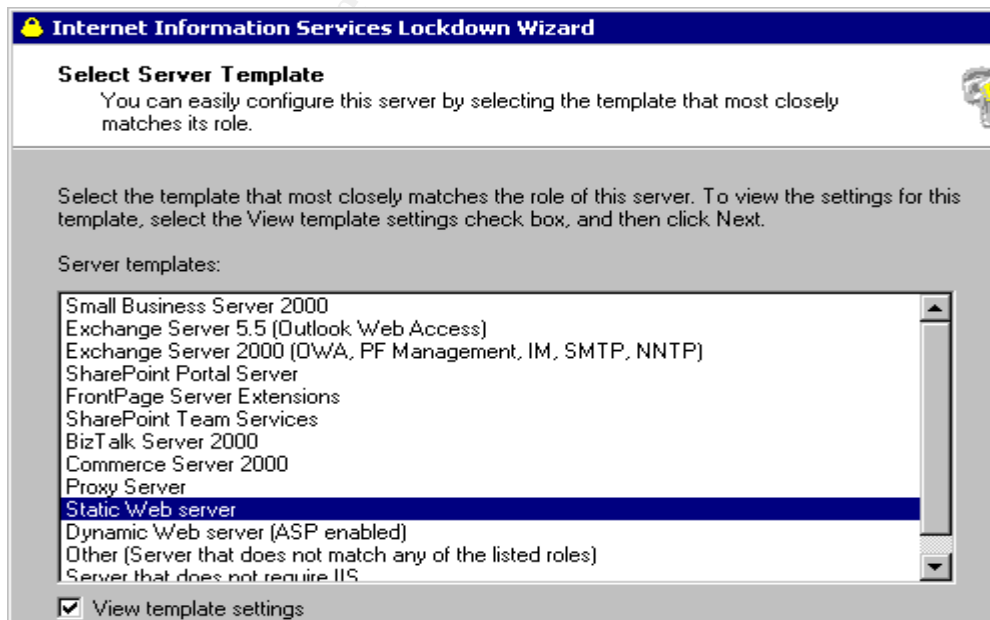 Internet Information Services Lockdown Wizard
Select Server Template
You can easily configure this server by selecting the template that most closely
matches its role.
Select the template that most closely matches the role of this server. To view the settings for this
template, select the View template settings check box, and then click Next.
Server templates:
Small Business Server 2000
Exchange Server 5.5 (Outlook Web Access)
Exchange Server 2000 (OWA, PF Management, IM, SMTP, NNTP)
SharePoint Portal Server
FrontPage Server Extensions
SharePoint Team Services
BizTalk Server 2000
Commerce Server 2000
Proxy Server
Static Web server
Dynamic Web server (ASP enabled)
Other (Server that does not match any of the listed roles)
Server that does not require IIS
View template settings